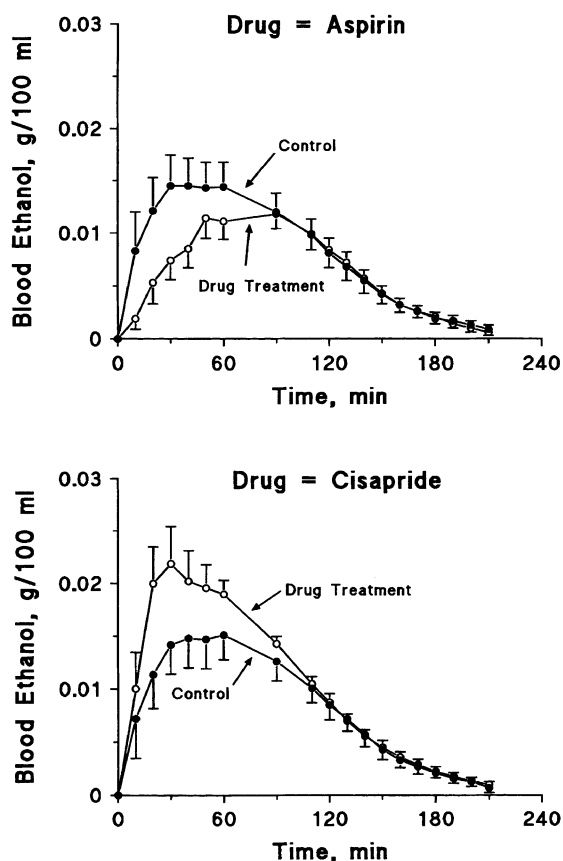 Drug = Aspirin
Blood Ethanol, g/100 ml
0.03
0.02
0.01
0
Control
Drug Treatment
0 60 120 180 240
Time, min
Drug = Cisapride
Blood Ethanol, g/100 ml
0.03
0.02
0.01
0
Drug Treatment
Control
0 60 120 180 240
Time, min